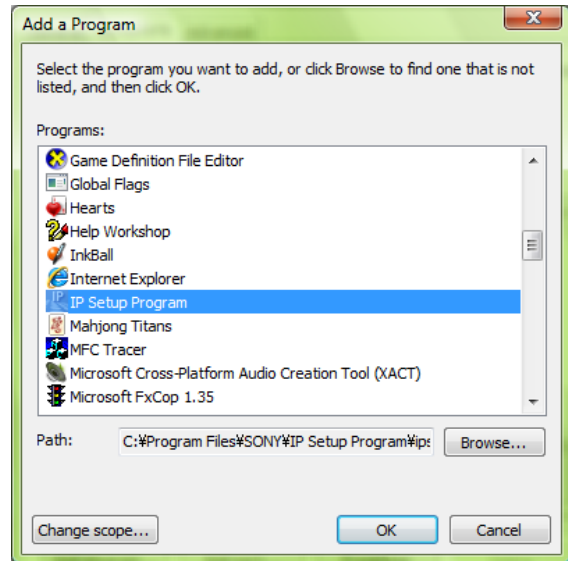 Add a Program
Select the program you want to add, or click Browse to find one that is not
listed, and then click OK.
Programs:
Game Definition File Editor
Global Flags
Hearts
Help Workshop
InkBall
Internet Explorer
IP Setup Program
Mahjong Titans
MFC Tracer
Microsoft Cross-Platform Audio Creation Tool (XACT)
Microsoft FxCop 1.35
Path: C:¥Program Files¥SONY¥IP Setup Program¥ips Browse...
Change scope... OK Cancel